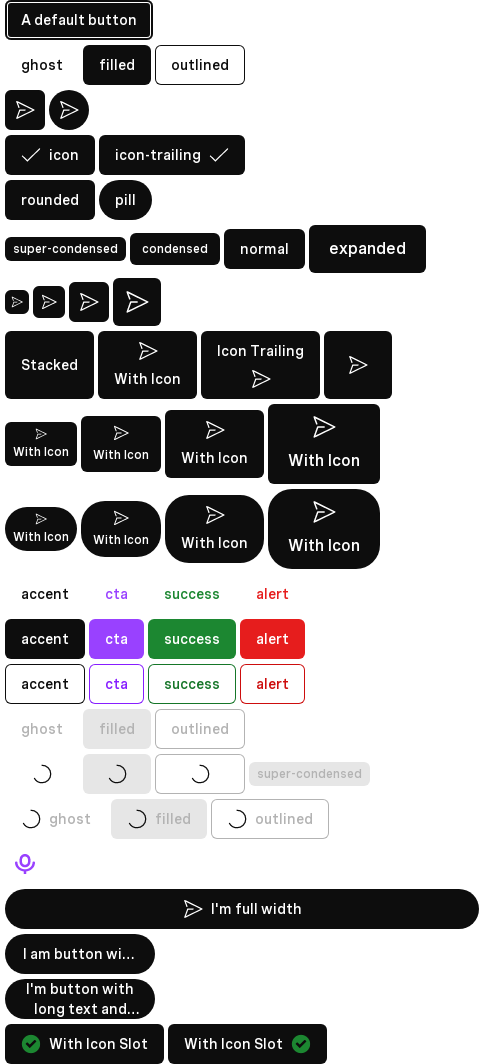 A default button
ghost filled outlined
icon icon-trailing
rounded pill
super-condensed condensed normal expanded
Stacked With Icon Icon Trailing
With Icon With Icon With Icon With Icon
With Icon With Icon With Icon With Icon
accent cta success alert
accent cta success alert
accent cta success alert
ghost filled outlined
super-condensed
ghost filled outlined
I'm full width
I am button wi...
I'm button with
long text and...
With Icon Slot With Icon Slot